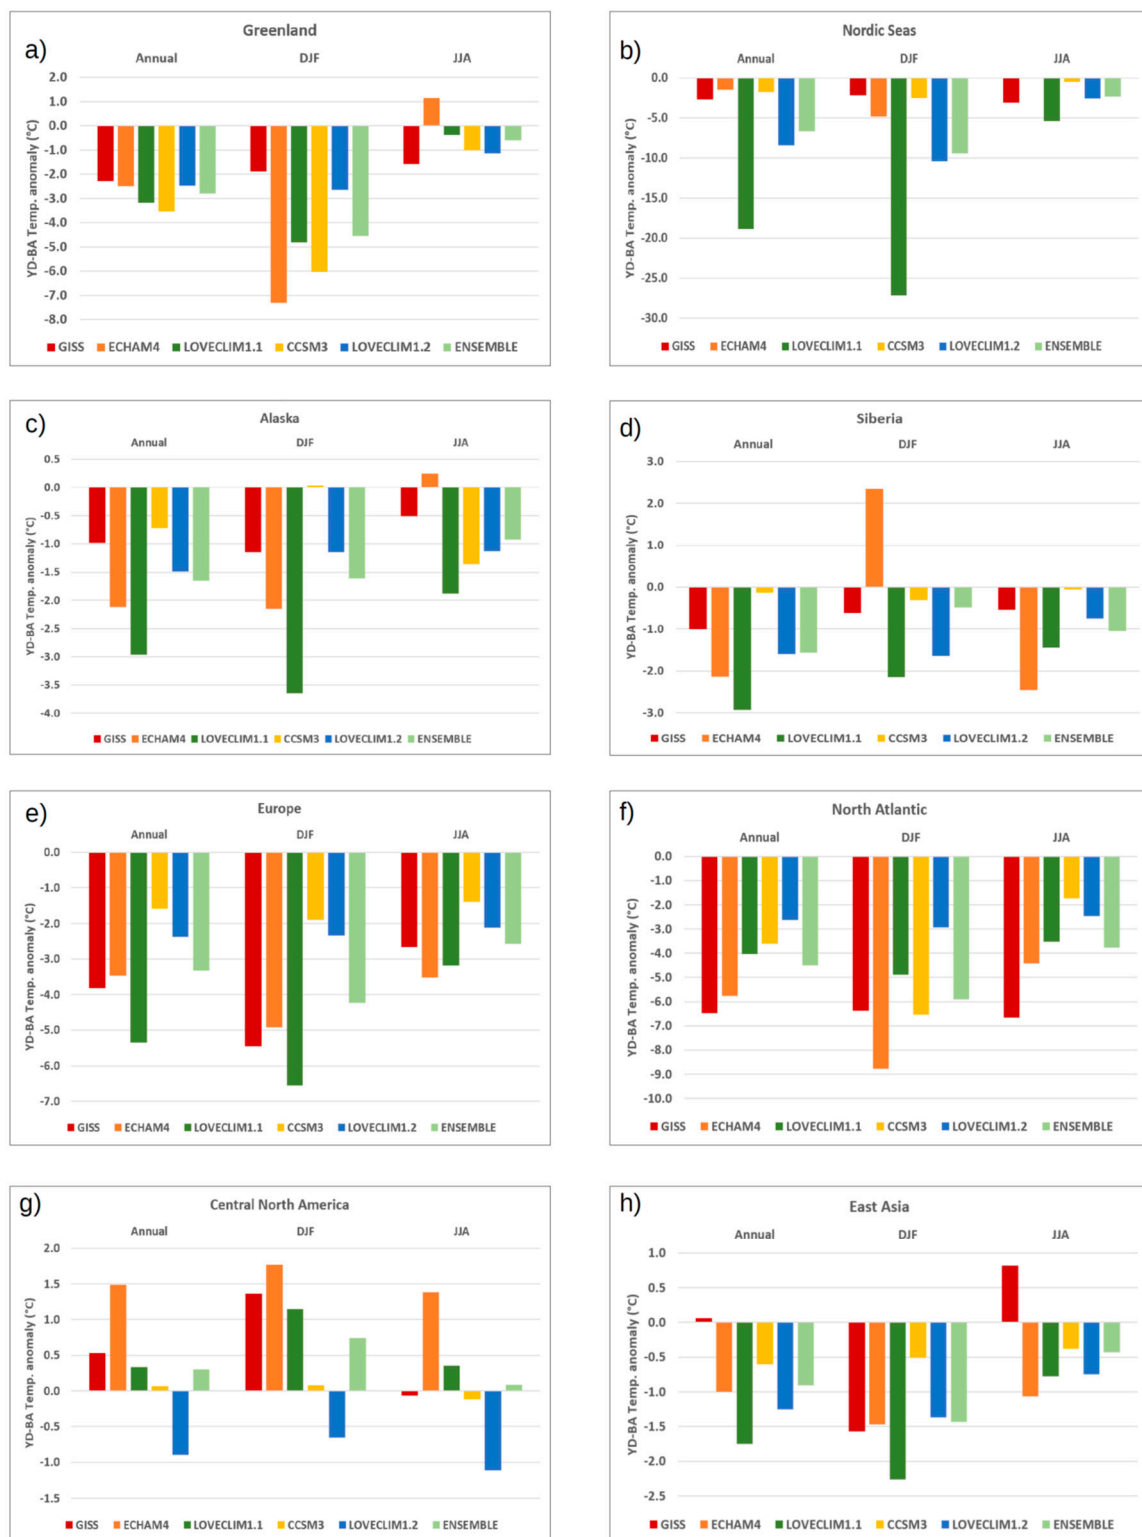 a)
Greenland
Annual DJF JJA
2.0
1.0
0.0
-1.0
-2.0
-3.0
-4.0
-5.0
-6.0
-7.0
-8.0
YD-BA Temp. anomaly (°C)
GISS ECHAM4 LOVECLIM1.1 CCSM3 LOVECLIM1.2 ENSEMBLE
b)
Nordic Seas
Annual DJF JJA
0.0
-5.0
-10.0
-15.0
-20.0
-25.0
-30.0
YD-BA Temp. anomaly (°C)
GISS ECHAM4 LOVECLIM1.1 CCSM3 LOVECLIM1.2 ENSEMBLE
c)
Alaska
Annual DJF JJA
0.5
0.0
-0.5
-1.0
-1.5
-2.0
-2.5
-3.0
-3.5
-4.0
YD-BA Temp. anomaly (°C)
GISS ECHAM4 LOVECLIM1.1 CCSM3 LOVECLIM1.2 ENSEMBLE
d)
Siberia
Annual DJF JJA
3.0
2.0
1.0
0.0
-1.0
-2.0
-3.0
YD-BA Temp. anomaly (°C)
GISS ECHAM4 LOVECLIM1.1 CCSM3 LOVECLIM1.2 ENSEMBLE
e)
Europe
Annual DJF JJA
0.0
-1.0
-2.0
-3.0
-4.0
-5.0
-6.0
-7.0
YD-BA Temp. anomaly (°C)
GISS ECHAM4 LOVECLIM1.1 CCSM3 LOVECLIM1.2 ENSEMBLE
f)
North Atlantic
Annual DJF JJA
0.0
-1.0
-2.0
-3.0
-4.0
-5.0
-6.0
-7.0
-8.0
-9.0
-10.0
YD-BA Temp. anomaly (°C)
GISS ECHAM4 LOVECLIM1.1 CCSM3 LOVECLIM1.2 ENSEMBLE
g)
Central North America
Annual DJF JJA
2.0
1.5
1.0
0.5
0.0
-0.5
-1.0
-1.5
YD-BA Temp. anomaly (°C)
GISS ECHAM4 LOVECLIM1.1 CCSM3 LOVECLIM1.2 ENSEMBLE
h)
East Asia
Annual DJF JJA
1.0
0.5
0.0
-0.5
-1.0
-1.5
-2.0
-2.5
YD-BA Temp. anomaly (°C)
GISS ECHAM4 LOVECLIM1.1 CCSM3 LOVECLIM1.2 ENSEMBLE